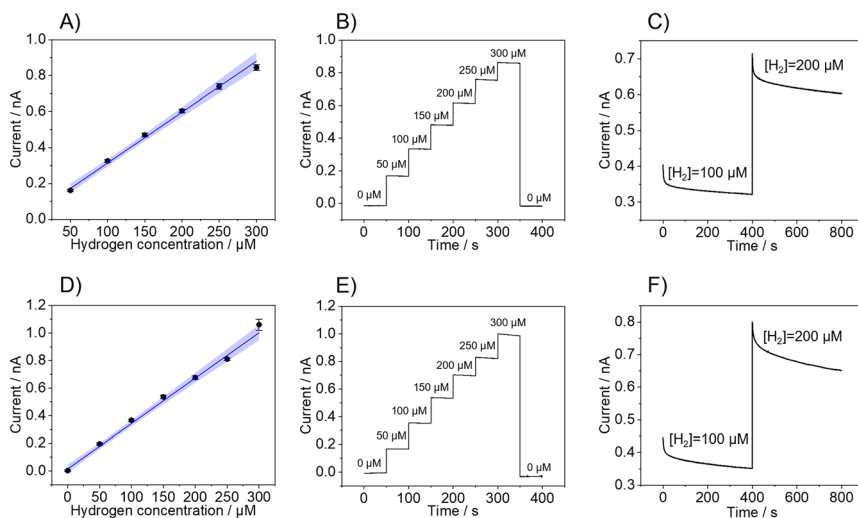 A)
Current / nA
1.0
0.8
0.6
0.4
0.2
0.0
50 100 150 200 250 300
Hydrogen concentration / µM
B)
Current / nA
1.0
0.8
0.6
0.4
0.2
0.0
0 µM
50 µM
100 µM
150 µM
200 µM
250 µM
300 µM
0 µM
0 100 200 300 400
Time / s
C)
Current / nA
0.7
0.6
0.5
0.4
0.3
[H₂]=100 µM
[H₂]=200 µM
0 200 400 600 800
Time / s
D)
Current / nA
1.2
1.0
0.8
0.6
0.4
0.2
0.0
0 50 100 150 200 250 300
Hydrogen concentration / µM
E)
Current / nA
1.2
1.0
0.8
0.6
0.4
0.2
0.0
0 µM
50 µM
100 µM
150 µM
200 µM
250 µM
300 µM
0 µM
0 100 200 300 400
Time / s
F)
Current / nA
0.8
0.7
0.6
0.5
0.4
0.3
[H₂]=100 µM
[H₂]=200 µM
0 200 400 600 800
Time / s